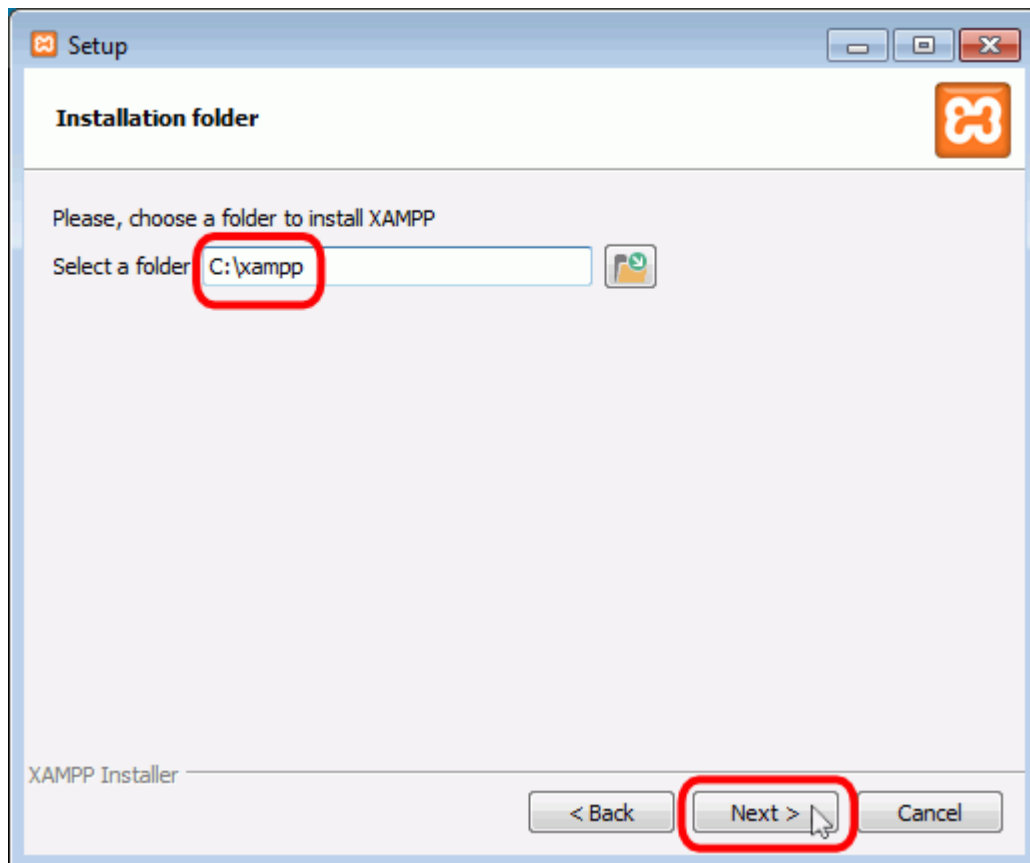 Setup
Installation folder
Please, choose a folder to install XAMPP
Select a folder C:\xampp
XAMPP Installer
< Back Next > Cancel